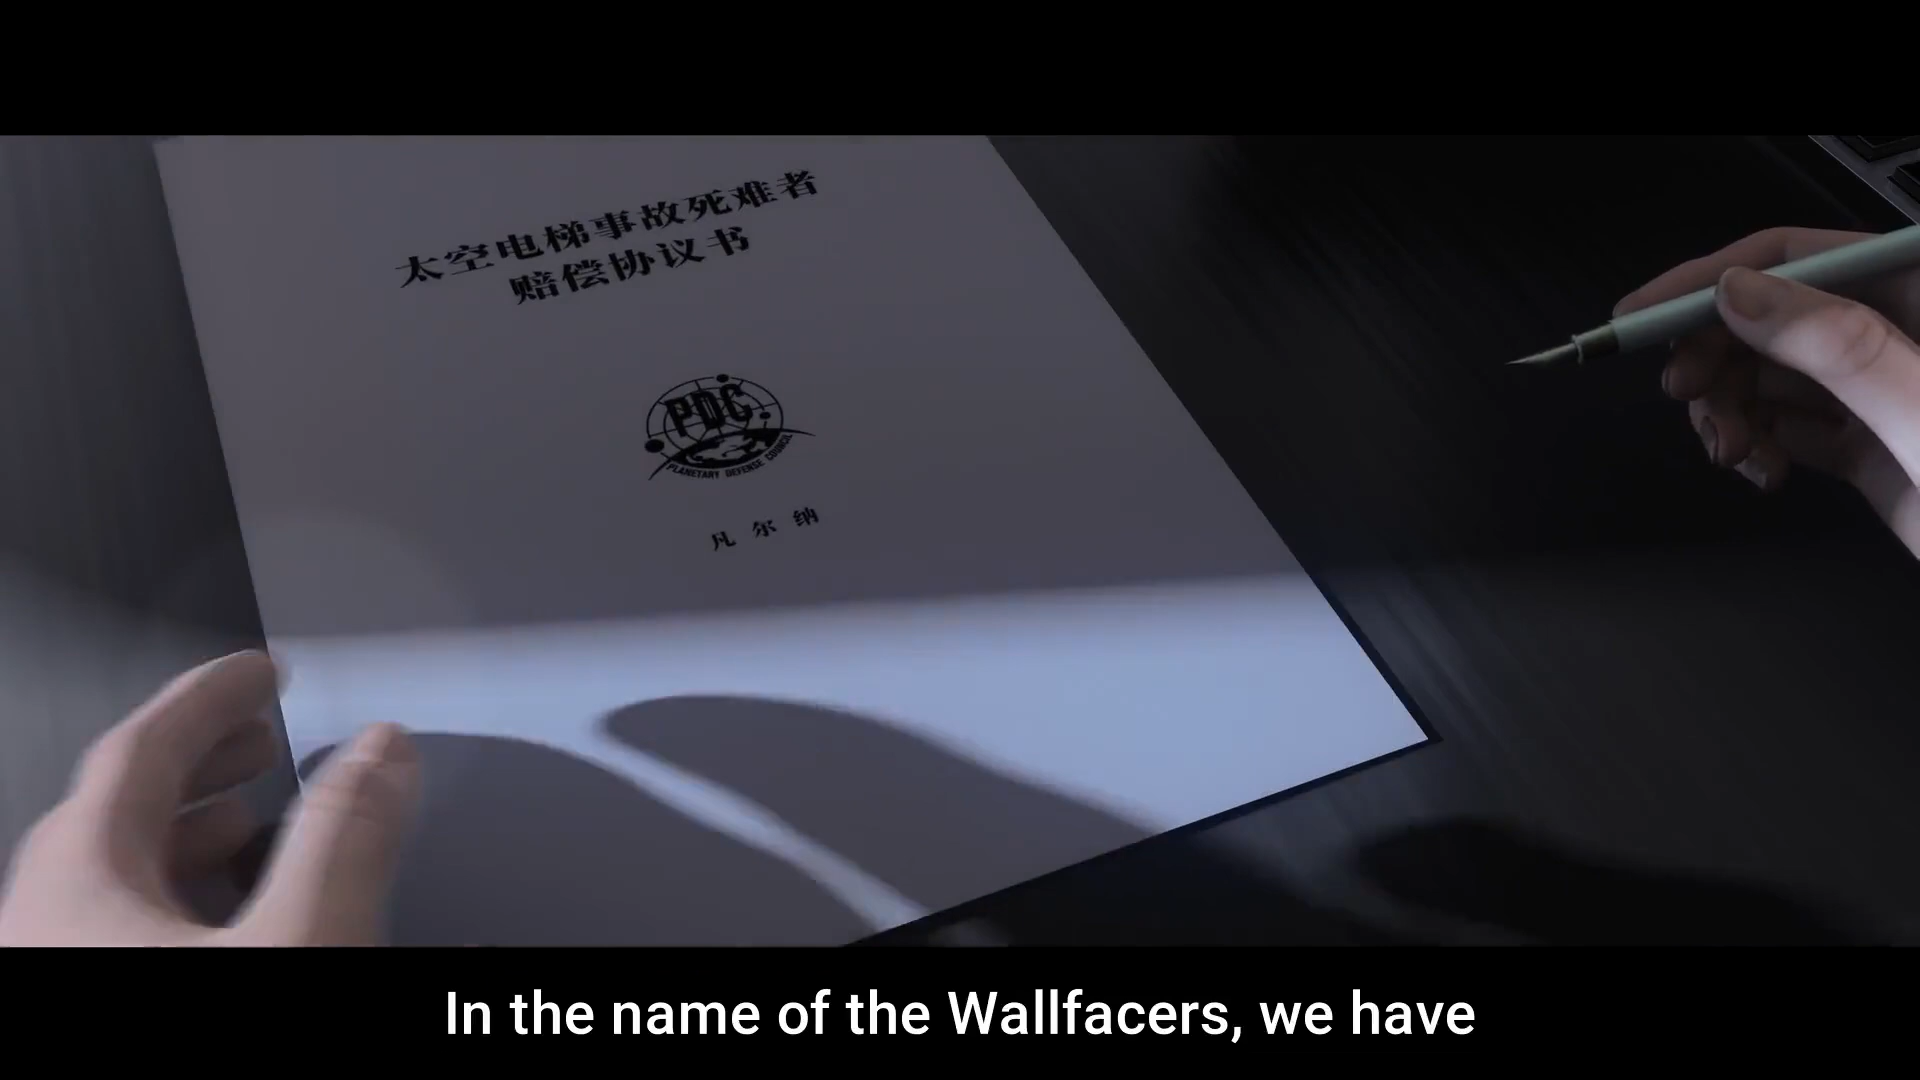 太空电梯事故死难者
赔偿协议书
PDC
PLANETARY DEFENSE COUNCIL
凡尔纳
In the name of the Wallfacers, we have